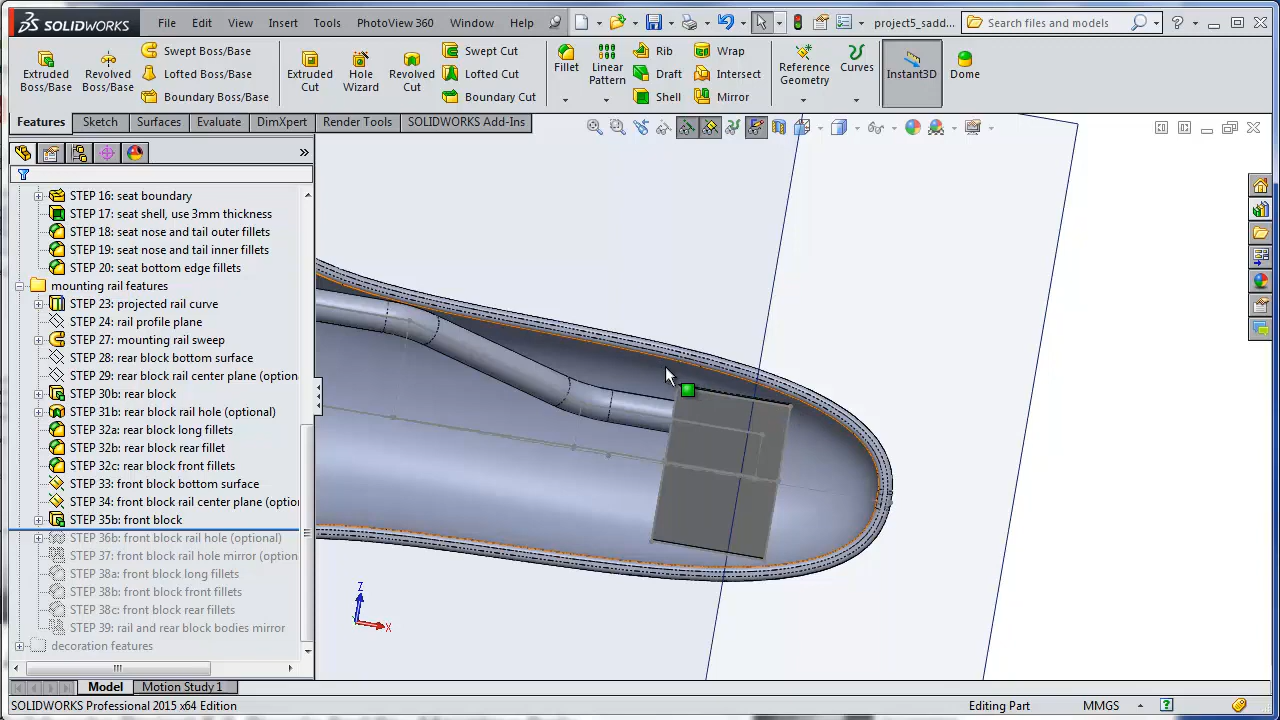 SOLIDWORKS File Edit View Insert Tools PhotoView 360 Window Help project5_sadd... Search files and models
Extruded Boss/Base Revolved Boss/Base Swept Boss/Base Lofted Boss/Base Boundary Boss/Base Extruded Cut Hole Wizard Revolved Cut Swept Cut Lofted Cut Boundary Cut Fillet Linear Pattern Rib Draft Shell Wrap Intersect Mirror Reference Geometry Curves Instant3D Dome
Features Sketch Surfaces Evaluate DimXpert Render Tools SOLIDWORKS Add-Ins
STEP 16: seat boundary
STEP 17: seat shell, use 3mm thickness
STEP 18: seat nose and tail outer fillets
STEP 19: seat nose and tail inner fillets
STEP 20: seat bottom edge fillets
mounting rail features
STEP 23: projected rail curve
STEP 24: rail profile plane
STEP 27: mounting rail sweep
STEP 28: rear block bottom surface
STEP 29: rear block rail center plane (option
STEP 30b: rear block
STEP 31b: rear block rail hole (optional)
STEP 32a: rear block long fillets
STEP 32b: rear block rear fillet
STEP 32c: rear block front fillets
STEP 33: front block bottom surface
STEP 34: front block rail center plane (optior
STEP 35b: front block
STEP 36b: front block rail hole (optional)
STEP 37: front block rail hole mirror (option
STEP 38a: front block long fillets
STEP 38b: front block front fillets
STEP 38c: front block rear fillets
STEP 39: rail and rear block bodies mirror
decoration features
Z
X
Model Motion Study 1
SOLIDWORKS Professional 2015 x64 Edition Editing Part MMGS